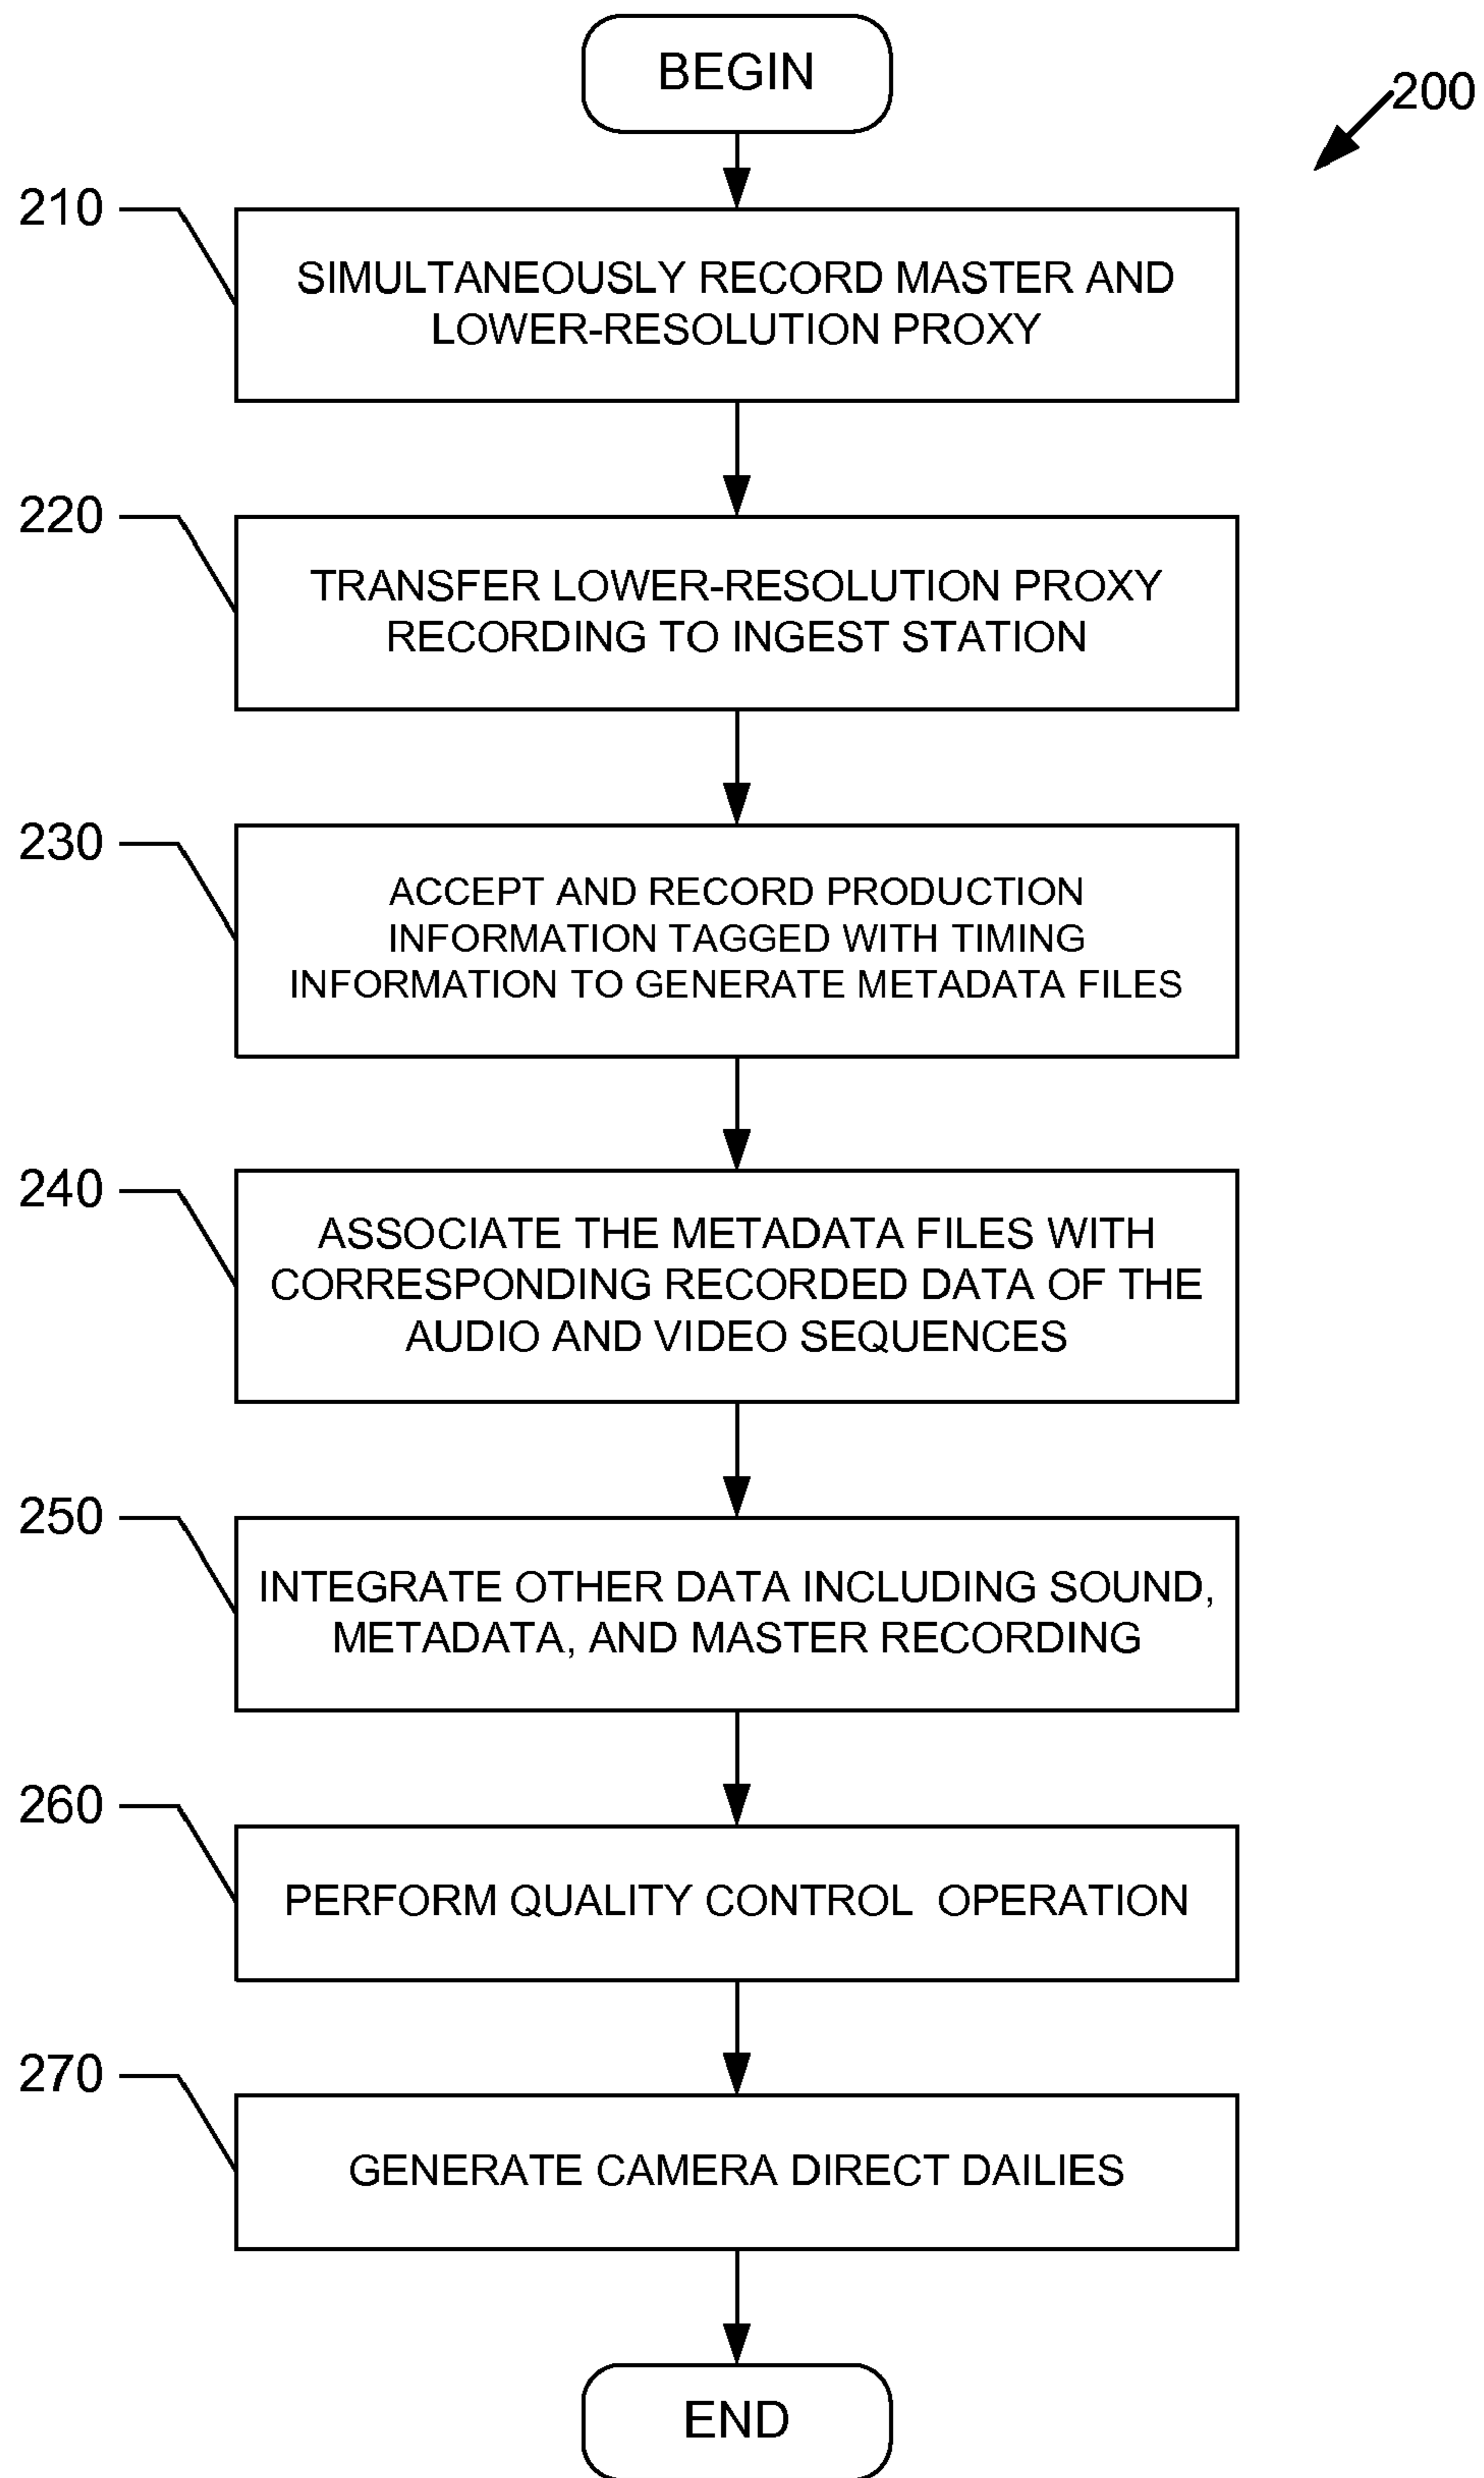 BEGIN
200
210
SIMULTANEOUSLY RECORD MASTER AND
LOWER-RESOLUTION PROXY
220
TRANSFER LOWER-RESOLUTION PROXY
RECORDING TO INGEST STATION
230
ACCEPT AND RECORD PRODUCTION
INFORMATION TAGGED WITH TIMING
INFORMATION TO GENERATE METADATA FILES
240
ASSOCIATE THE METADATA FILES WITH
CORRESPONDING RECORDED DATA OF THE
AUDIO AND VIDEO SEQUENCES
250
INTEGRATE OTHER DATA INCLUDING SOUND,
METADATA, AND MASTER RECORDING
260
PERFORM QUALITY CONTROL OPERATION
270
GENERATE CAMERA DIRECT DAILIES
END